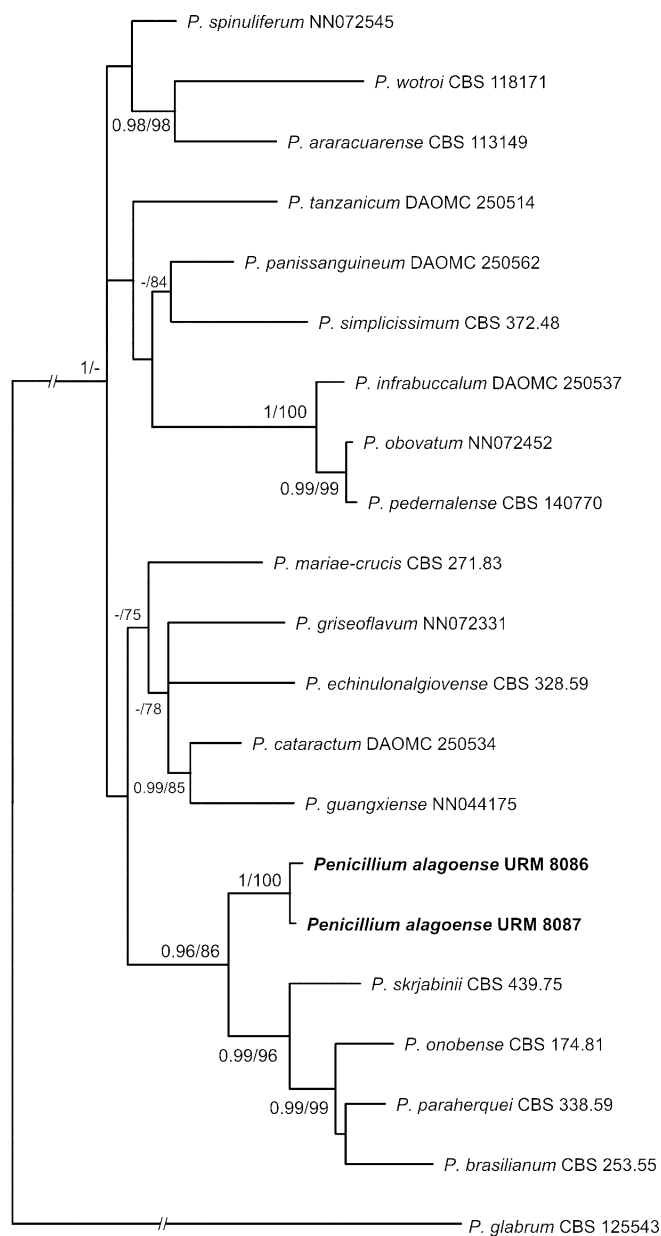 P. spinuliferum NN072545
P. wotroi CBS 118171
0.98/98
P. araracuarense CBS 113149
P. tanzanicum DAOMC 250514
P. panissanguineum DAOMC 250562
-/84
P. simplicissimum CBS 372.48
1/-
P. infrabuccalum DAOMC 250537
1/100
P. obovatum NN072452
0.99/99
P. pedernalense CBS 140770
P. mariae-crucis CBS 271.83
-/75
P. griseoflavum NN072331
P. echinulonalgiovense CBS 328.59
-/78
P. cataractum DAOMC 250534
0.99/85
P. guangxiense NN044175
Penicillium alagoense URM 8086
1/100
Penicillium alagoense URM 8087
0.96/86
P. skrjabinii CBS 439.75
P. onobense CBS 174.81
0.99/96
P. paraherquei CBS 338.59
0.99/99
P. brasilianum CBS 253.55
P. glabrum CBS 125543